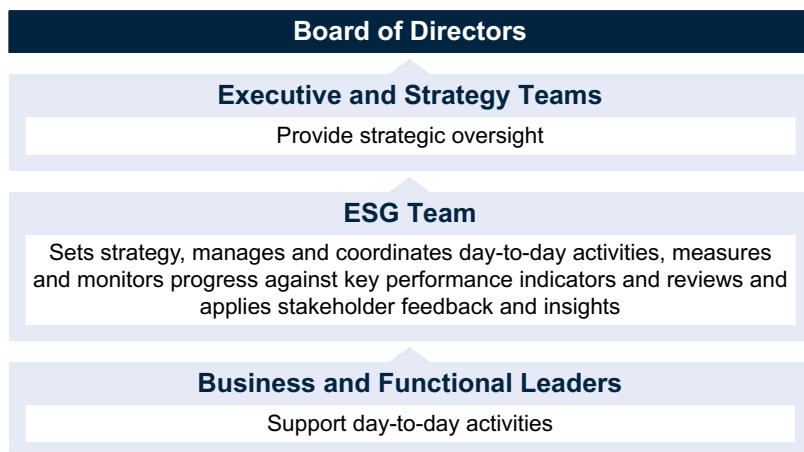 Board of Directors
Executive and Strategy Teams
Provide strategic oversight
ESG Team
Sets strategy, manages and coordinates day-to-day activities, measures
and monitors progress against key performance indicators and reviews and
applies stakeholder feedback and insights
Business and Functional Leaders
Support day-to-day activities